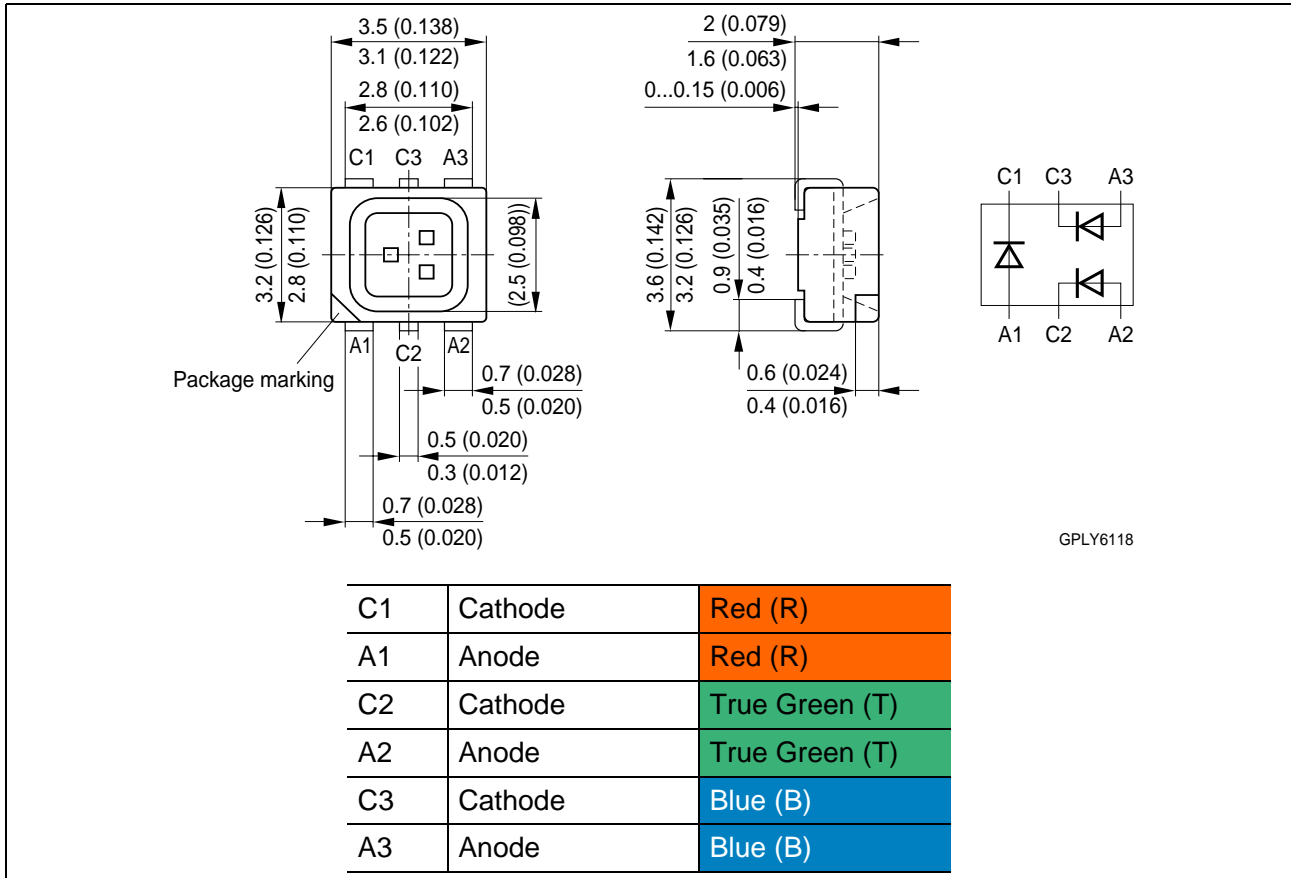 3.5 (0.138)
3.1 (0.122)
2.8 (0.110)
2.6 (0.102)
C1 C3 A3
3.2 (0.126)
2.8 (0.110)
(2.5 (0.098))
A1 C2 A2
Package marking
0.7 (0.028)
0.5 (0.020)
0.5 (0.020)
0.3 (0.012)
0.7 (0.028)
0.5 (0.020)
2 (0.079)
1.6 (0.063)
0...0.15 (0.006)
3.6 (0.142)
3.2 (0.126)
0.9 (0.035)
0.4 (0.016)
0.6 (0.024)
0.4 (0.016)
C1 C3 A3
A1 C2 A2
GPLY6118
C1 Cathode Red (R)
A1 Anode Red (R)
C2 Cathode True Green (T)
A2 Anode True Green (T)
C3 Cathode Blue (B)
A3 Anode Blue (B)